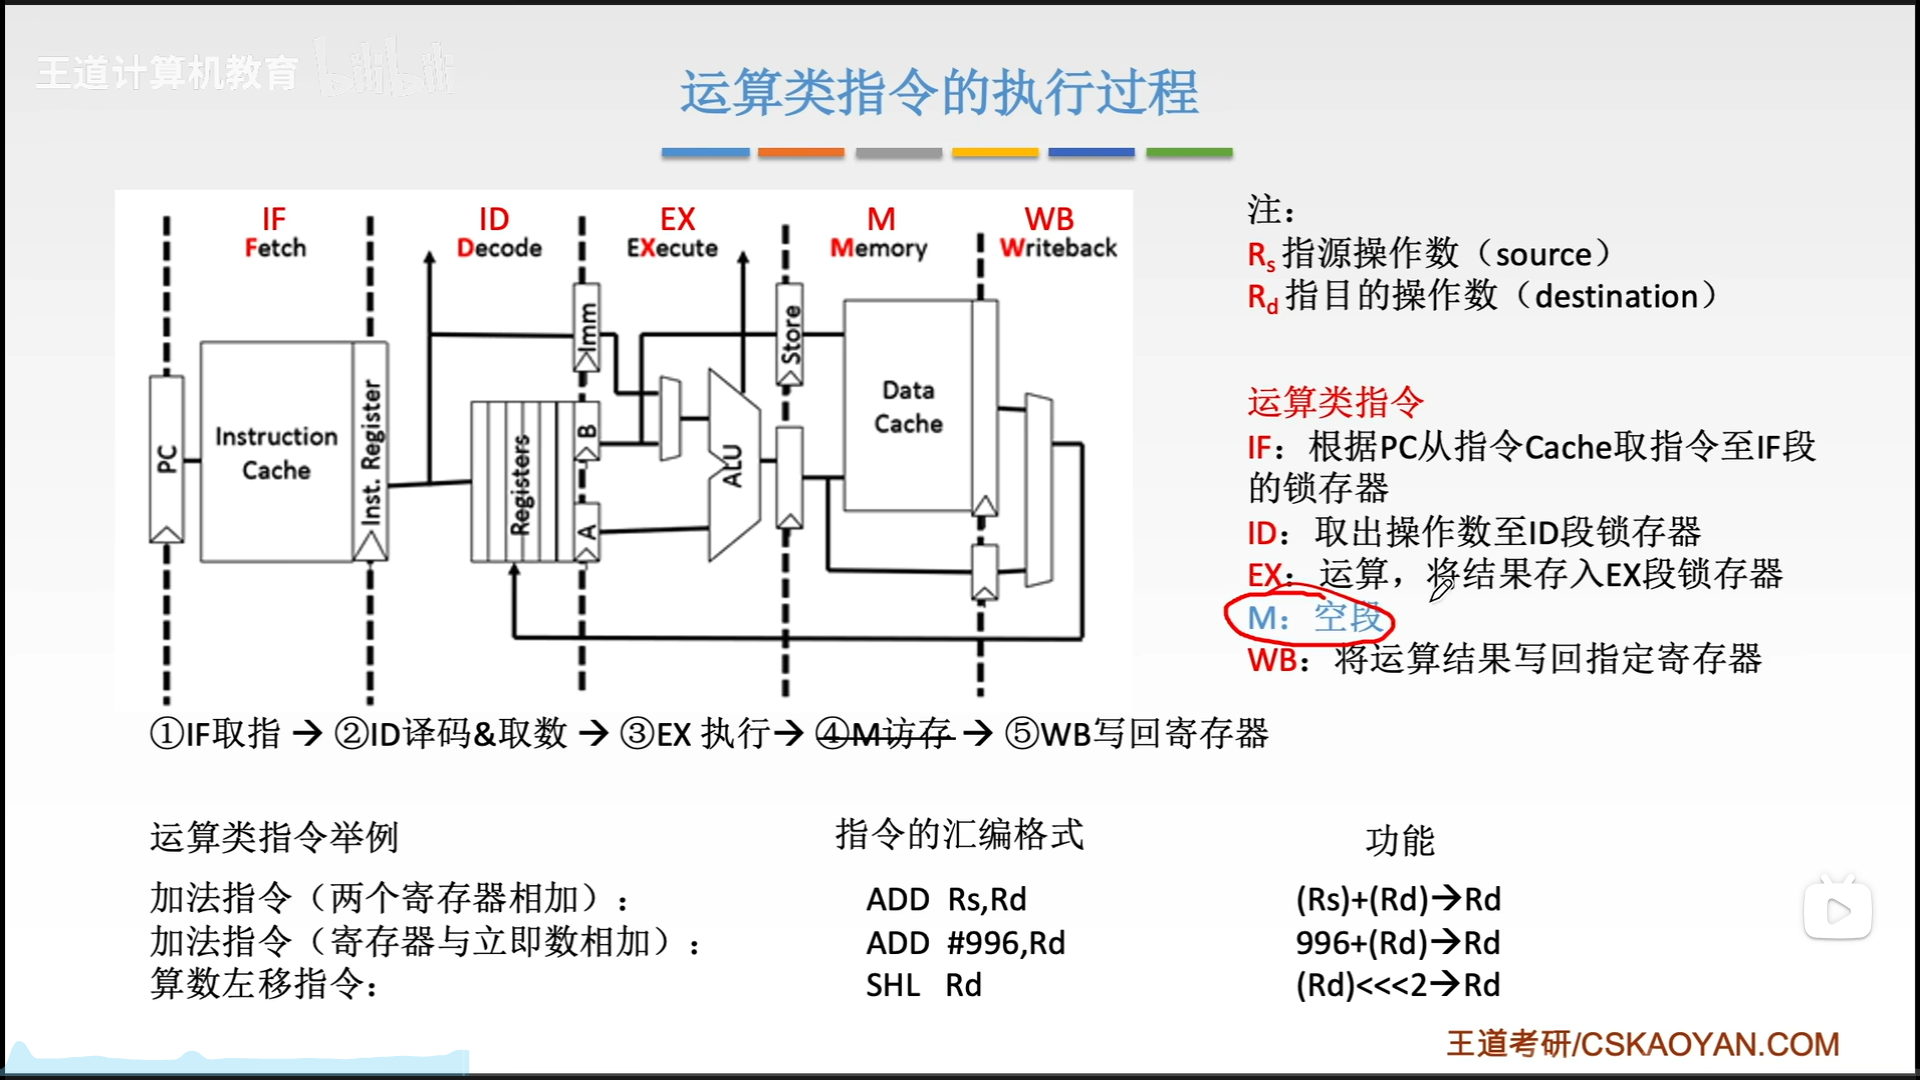 王道计算机教育 bilibili
运算类指令的执行过程
IF
Fetch
ID
Decode
EX
EXecute
M
Memory
WB
Writeback
PC
Instruction
Cache
Inst. Register
Registers
Imm
B
A
ALU
Store
Data
Cache
注：
Rs 指源操作数（source）
Rd 指目的操作数（destination）
运算类指令
IF：根据PC从指令Cache取指令至IF段
的锁存器
ID：取出操作数至ID段锁存器
EX：运算，将结果存入EX段锁存器
M：空段
WB：将运算结果写回指定寄存器
①IF取指 → ②ID译码&取数 → ③EX 执行→ ④M访存 → ⑤WB写回寄存器
运算类指令举例 指令的汇编格式 功能
加法指令（两个寄存器相加）： ADD Rs,Rd (Rs)+(Rd)→Rd
加法指令（寄存器与立即数相加）： ADD #996,Rd 996+(Rd)→Rd
算数左移指令： SHL Rd (Rd)<<<2→Rd
王道考研/CSKAOYAN.COM